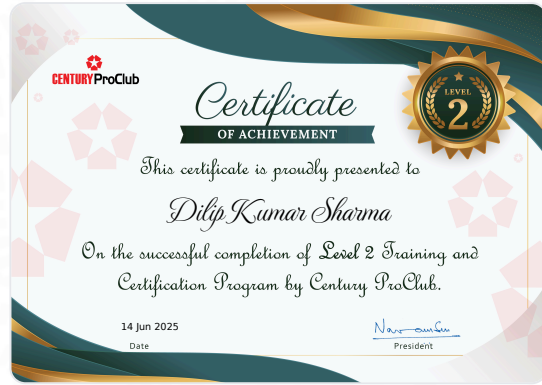 CENTURY ProClub
Certificate
OF ACHIEVEMENT
LEVEL
2
This certificate is proudly presented to
Dilip Kumar Sharma
On the successful completion of Level 2 Training and
Certification Program by Century ProClub.
14 Jun 2025
Date
President